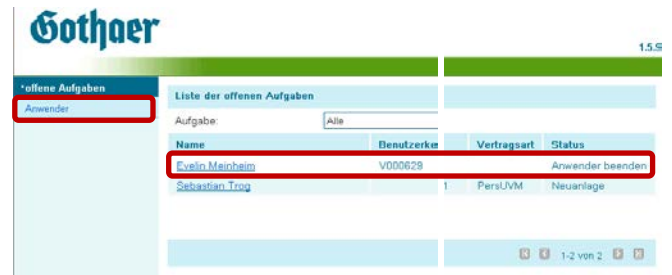 Gothaer
1.5.S
*offene Aufgaben
Anwender
Liste der offenen Aufgaben
Aufgabe: Alle
Name Benutzerke Vertragsart Status
Evelin Meinheim V000629 Anwender beenden
Sebastian Trog 1 PersUVM Neuanlage
1-2 von 2